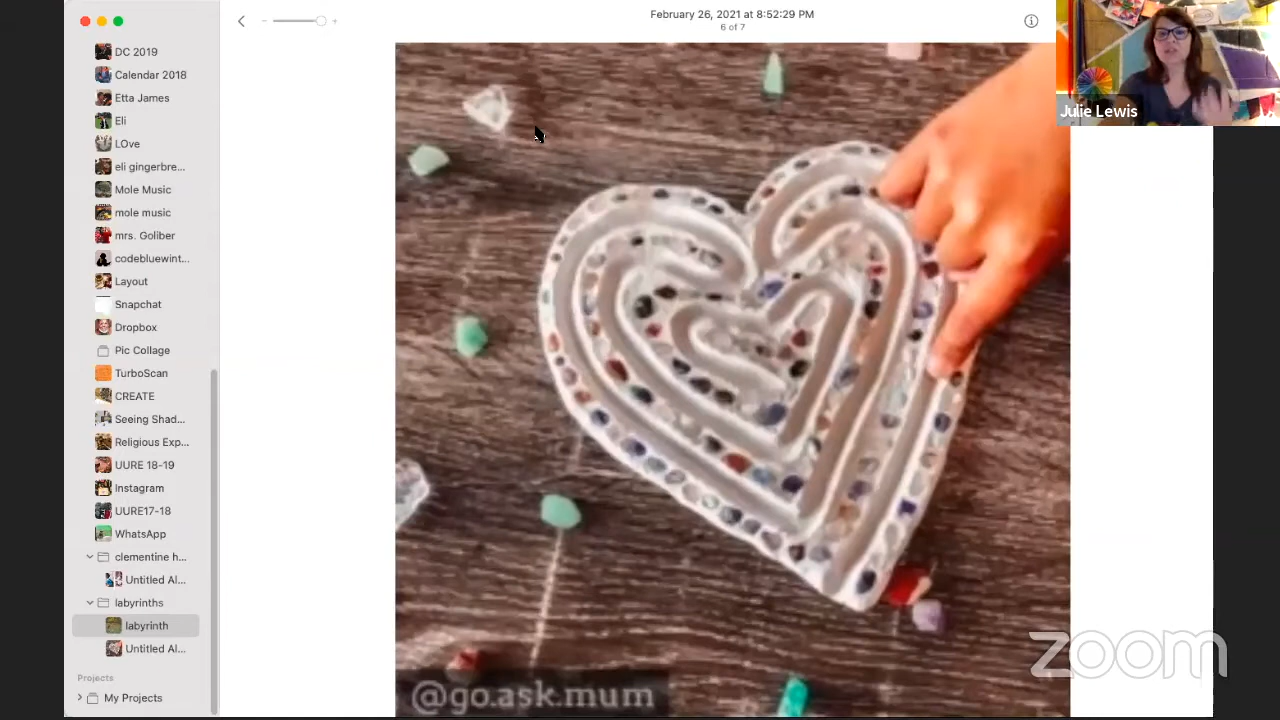 February 26, 2021 at 8:52:29 PM
6 of 7
Julie Lewis
DC 2019
Calendar 2018
Etta James
Eli
LOve
eli gingerbre...
Mole Music
mole music
mrs. Goliber
codebluewint...
Layout
Snapchat
Dropbox
Pic Collage
TurboScan
CREATE
Seeing Shad...
Religious Exp...
UURE 18-19
Instagram
UURE17-18
WhatsApp
clementine h...
Untitled Al...
labyrinths
labyrinth
Untitled Al...
Projects
My Projects
@go.ask.mum
zoom